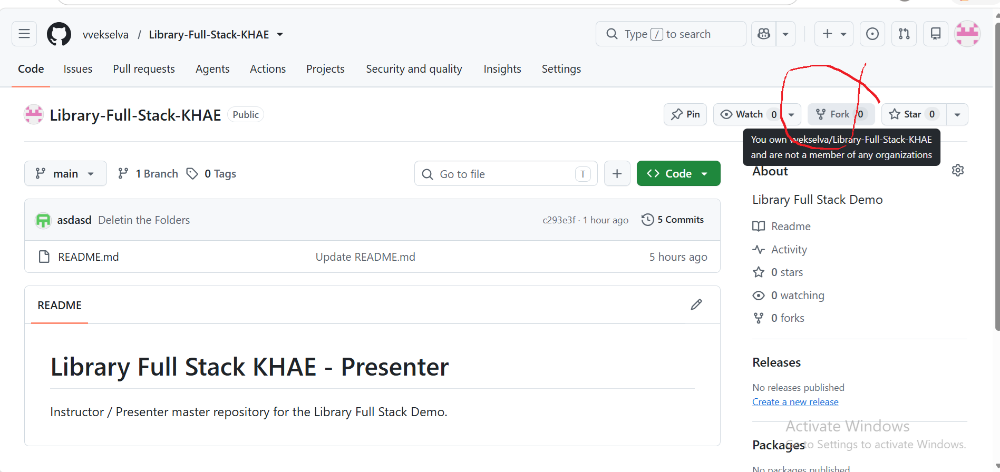 vvekselva / Library-Full-Stack-KHAE
Type / to search
Code Issues Pull requests Agents Actions Projects Security and quality Insights Settings
Library-Full-Stack-KHAE Public
Pin Watch 0 Fork 0 Star 0
You own vvekselva/Library-Full-Stack-KHAE
and are not a member of any organizations
main 1 Branch 0 Tags
Go to file T
Code
About
Library Full Stack Demo
asdasd Deletin the Folders c293e3f · 1 hour ago 5 Commits
README.md Update README.md 5 hours ago
Readme
Activity
0 stars
0 watching
0 forks
README
Library Full Stack KHAE - Presenter
Instructor / Presenter master repository for the Library Full Stack Demo.
Releases
No releases published
Create a new release
Activate Windows
Go to Settings to activate Windows.
Packages
No packages published